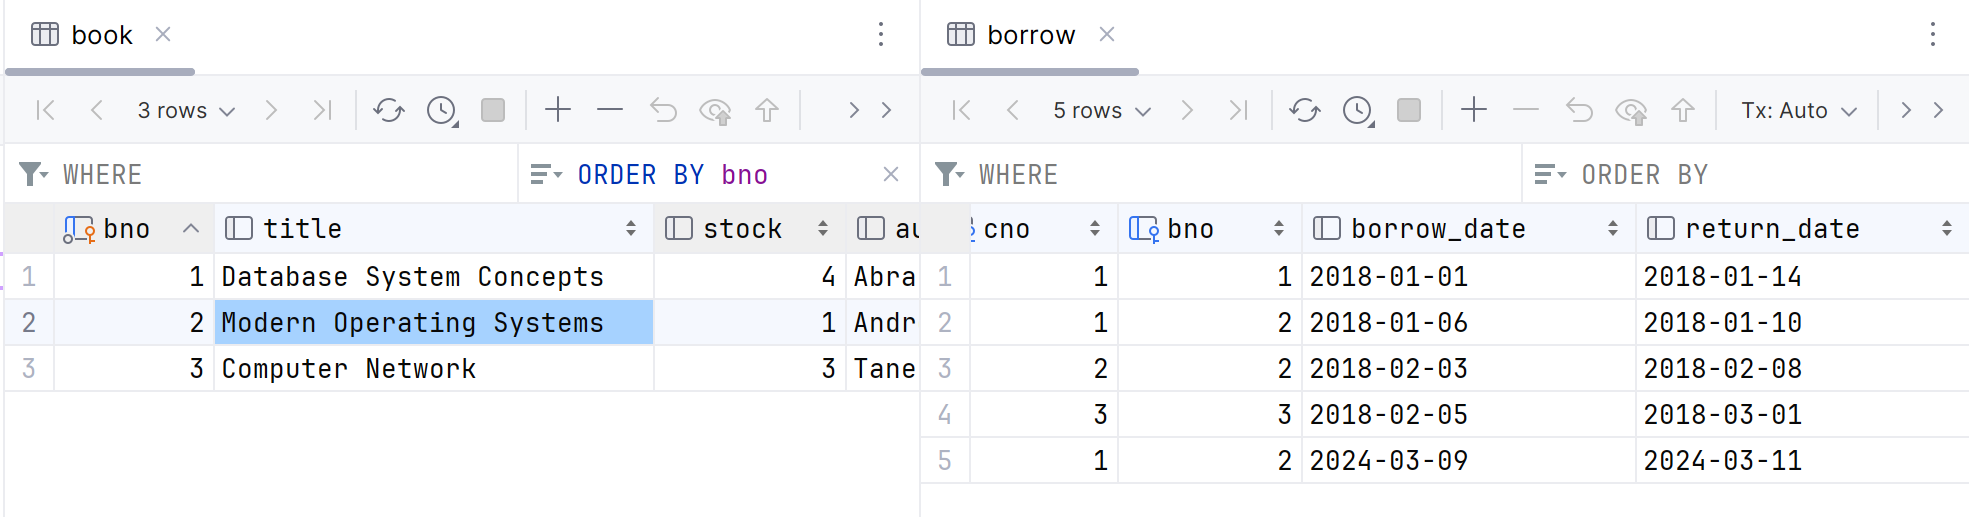 book
borrow
3 rows
5 rows
Tx: Auto
WHERE
ORDER BY bno
WHERE
ORDER BY
bno title stock au
1 1 Database System Concepts 4 Abra
2 2 Modern Operating Systems 1 Andr
3 3 Computer Network 3 Tane
cno bno borrow_date return_date
1 1 1 2018-01-01 2018-01-14
2 1 2 2018-01-06 2018-01-10
3 2 2 2018-02-03 2018-02-08
4 3 3 2018-02-05 2018-03-01
5 1 2 2024-03-09 2024-03-11